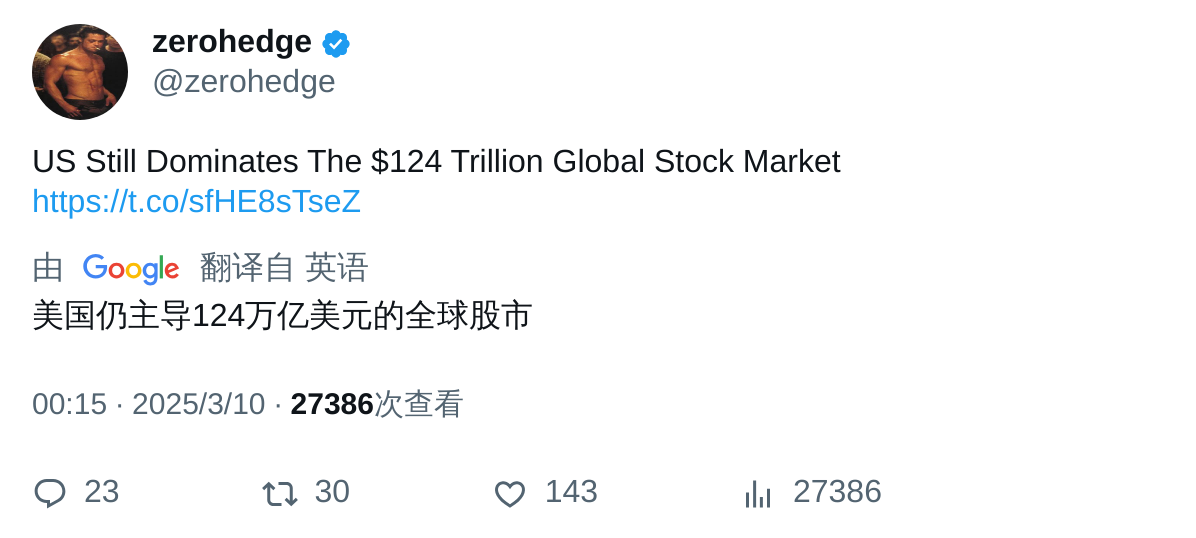 zerohedge
@zerohedge
US Still Dominates The $124 Trillion Global Stock Market
https://t.co/sfHE8sTseZ
由 Google 翻译自 英语
美国仍主导124万亿美元的全球股市
00:15 · 2025/3/10 · 27386次查看
23 30 143 27386